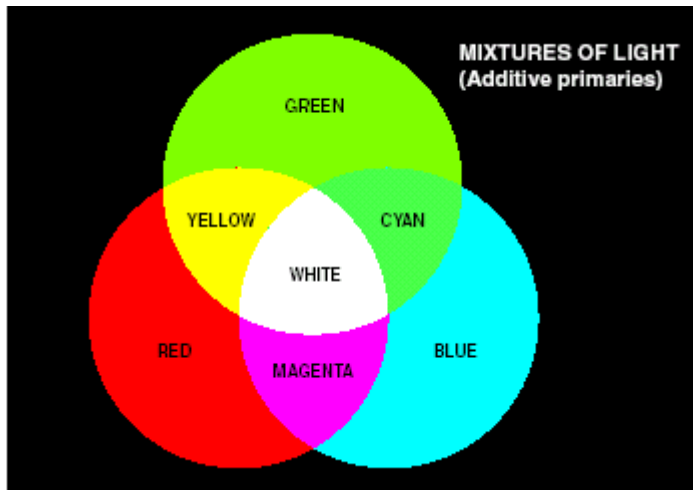 MIXTURES OF LIGHT
(Additive primaries)
GREEN
YELLOW
CYAN
WHITE
RED
MAGENTA
BLUE